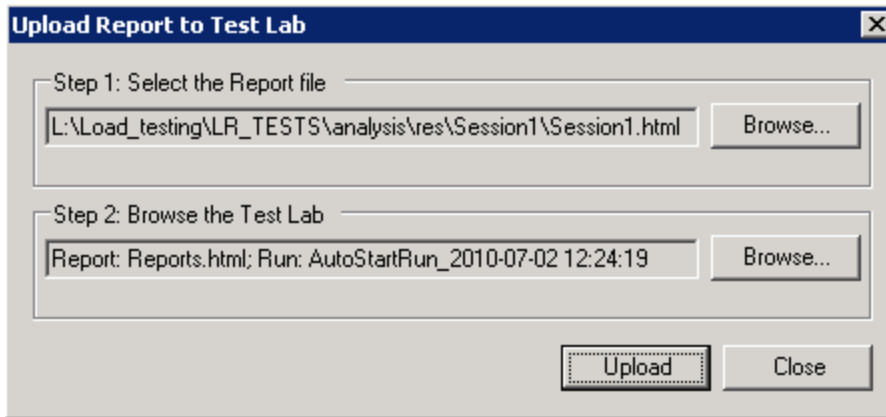 Upload Report to Test Lab
Step 1: Select the Report file
L:\Load_testing\LR_TESTS\analysis\res\Session1\Session1.html
Browse...
Step 2: Browse the Test Lab
Report: Reports.html; Run: AutoStartRun_2010-07-02 12:24:19
Browse...
Upload
Close